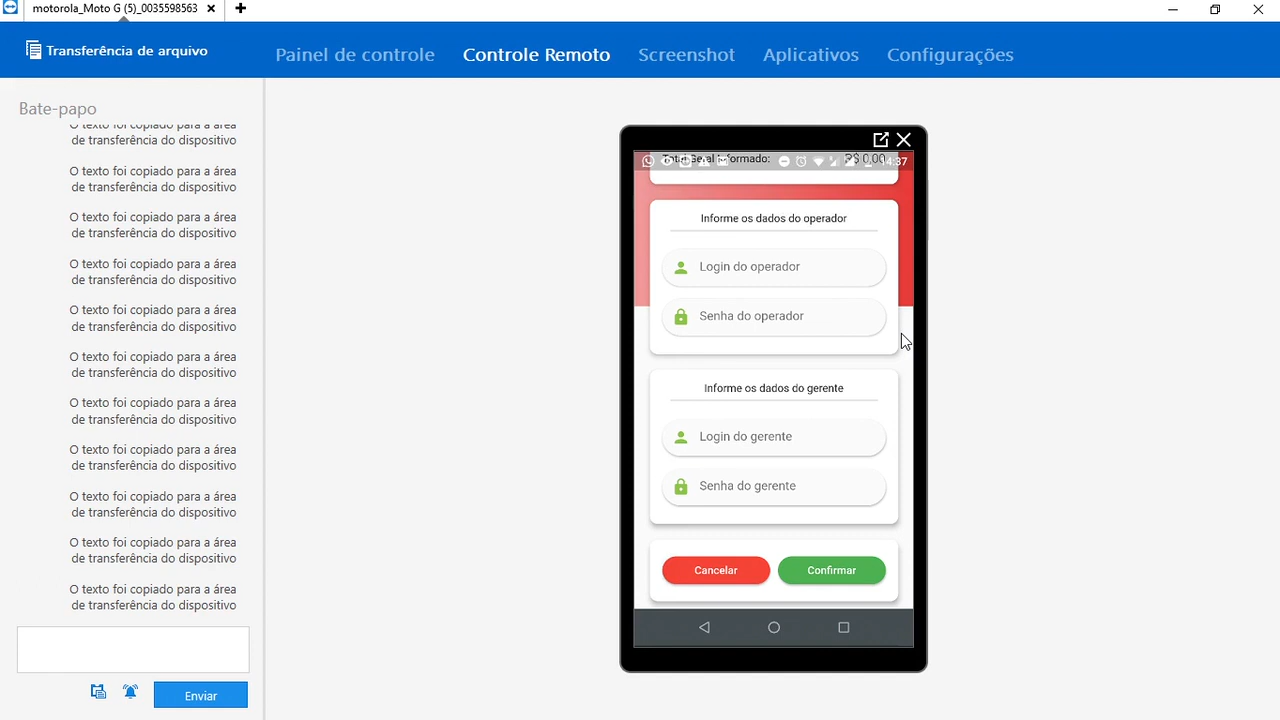 motorola_Moto G (5)_0035598563
Transferência de arquivo
Painel de controle
Controle Remoto
Screenshot
Aplicativos
Configurações
Bate-papo
O texto foi copiado para a área
de transferência do dispositivo
O texto foi copiado para a área
de transferência do dispositivo
O texto foi copiado para a área
de transferência do dispositivo
O texto foi copiado para a área
de transferência do dispositivo
O texto foi copiado para a área
de transferência do dispositivo
O texto foi copiado para a área
de transferência do dispositivo
O texto foi copiado para a área
de transferência do dispositivo
O texto foi copiado para a área
de transferência do dispositivo
O texto foi copiado para a área
de transferência do dispositivo
O texto foi copiado para a área
de transferência do dispositivo
O texto foi copiado para a área
de transferência do dispositivo
Enviar
Total Geral Informado: R$ 0,00
14:37
Informe os dados do operador
Login do operador
Senha do operador
Informe os dados do gerente
Login do gerente
Senha do gerente
Cancelar
Confirmar